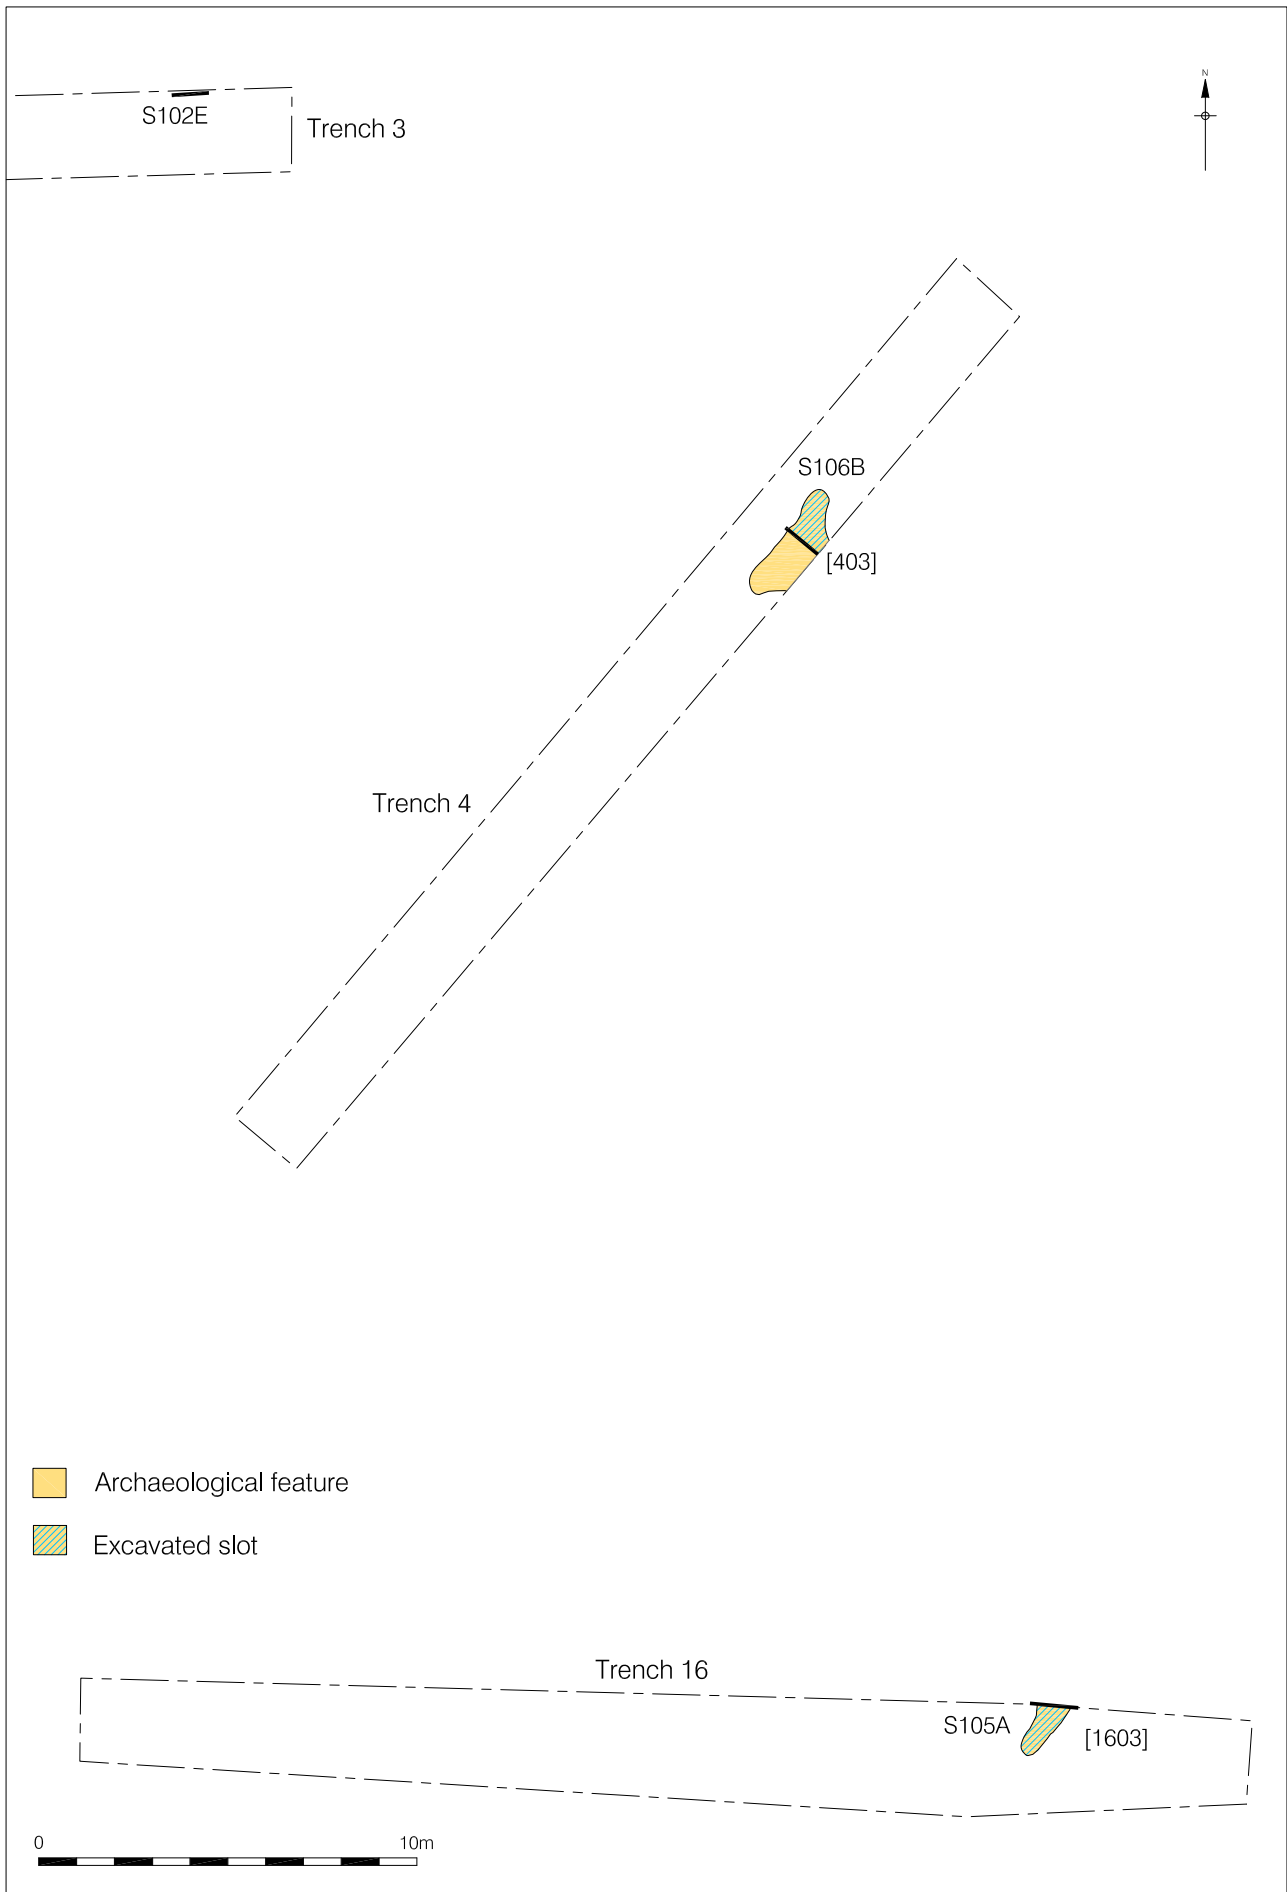 N
S102E
Trench 3
S106B
[403]
Trench 4
Archaeological feature
Excavated slot
Trench 16
S105A
[1603]
0 10m